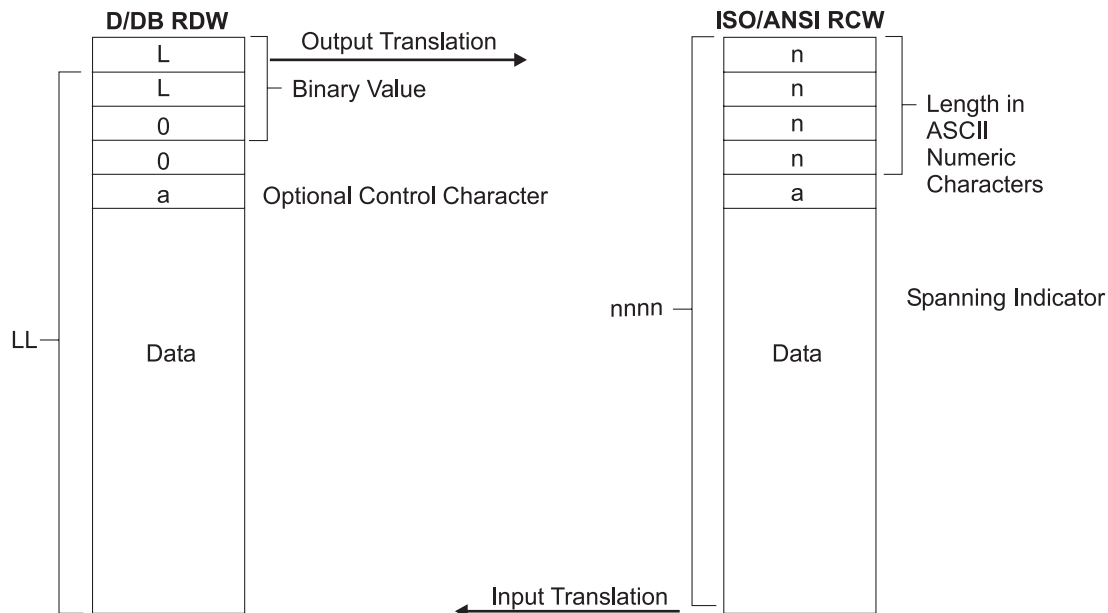 D/DB RDW
L
L
0
0
a
Data
LL
Output Translation
Binary Value
Optional Control Character
ISO/ANSI RCW
n
n
n
n
a
Data
nnnn
Length in
ASCII
Numeric
Characters
Spanning Indicator
Input Translation